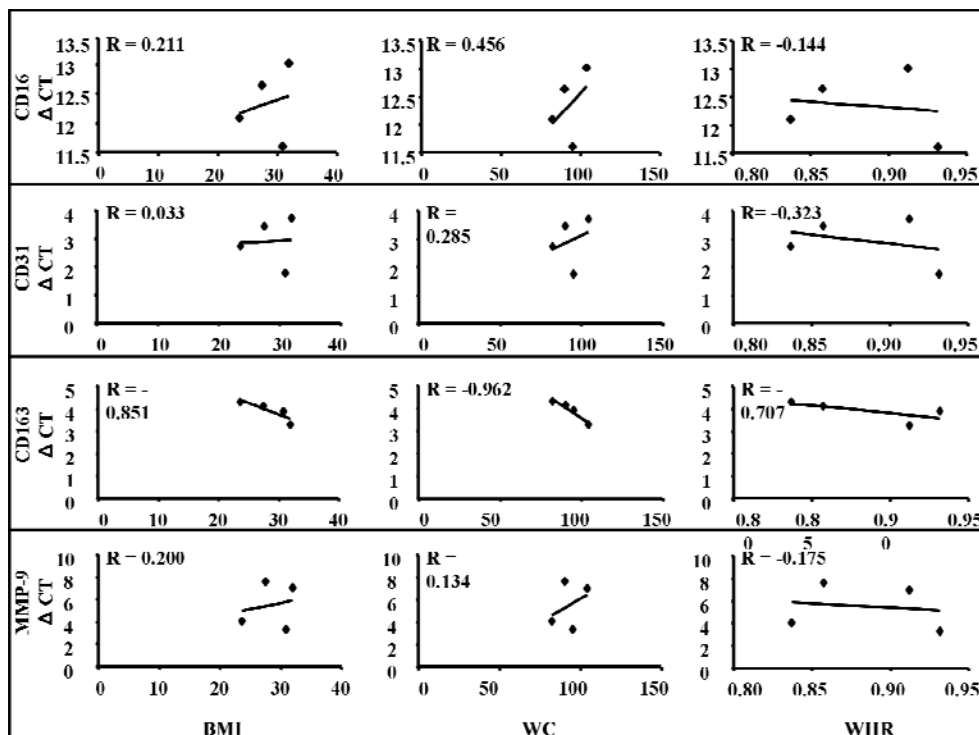 CD16
Δ CT
13.5
13
12.5
12
11.5
R = 0.211
0 10 20 30 40
13.5
13
12.5
12
11.5
R = 0.456
0 50 100 150
13.5
13
12.5
12
11.5
R = -0.144
0,80 0,85 0,90 0,95
CD31
Δ CT
4
3
2
1
0
R = 0,033
0 10 20 30 40
4
3
2
1
0
R =
0.285
0 50 100 150
4
3
2
1
0
R= -0,323
0,80 0,85 0,90 0,95
CD163
Δ CT
5
4
3
2
1
0
R = -
0,851
0 10 20 30 40
5
4
3
2
1
0
R = -0.962
0 50 100 150
5
4
3
2
1
0
R = -
0,707
0.8 0.8 0.9 0.95
0 5 0
MMP-9
Δ CT
10
8
6
4
2
0
R = 0.200
0 10 20 30 40
BMI
10
8
6
4
2
0
R =
0.134
0 50 100 150
WC
10
8
6
4
2
0
R = -0.175
0,80 0,85 0,90 0,95
WIIR